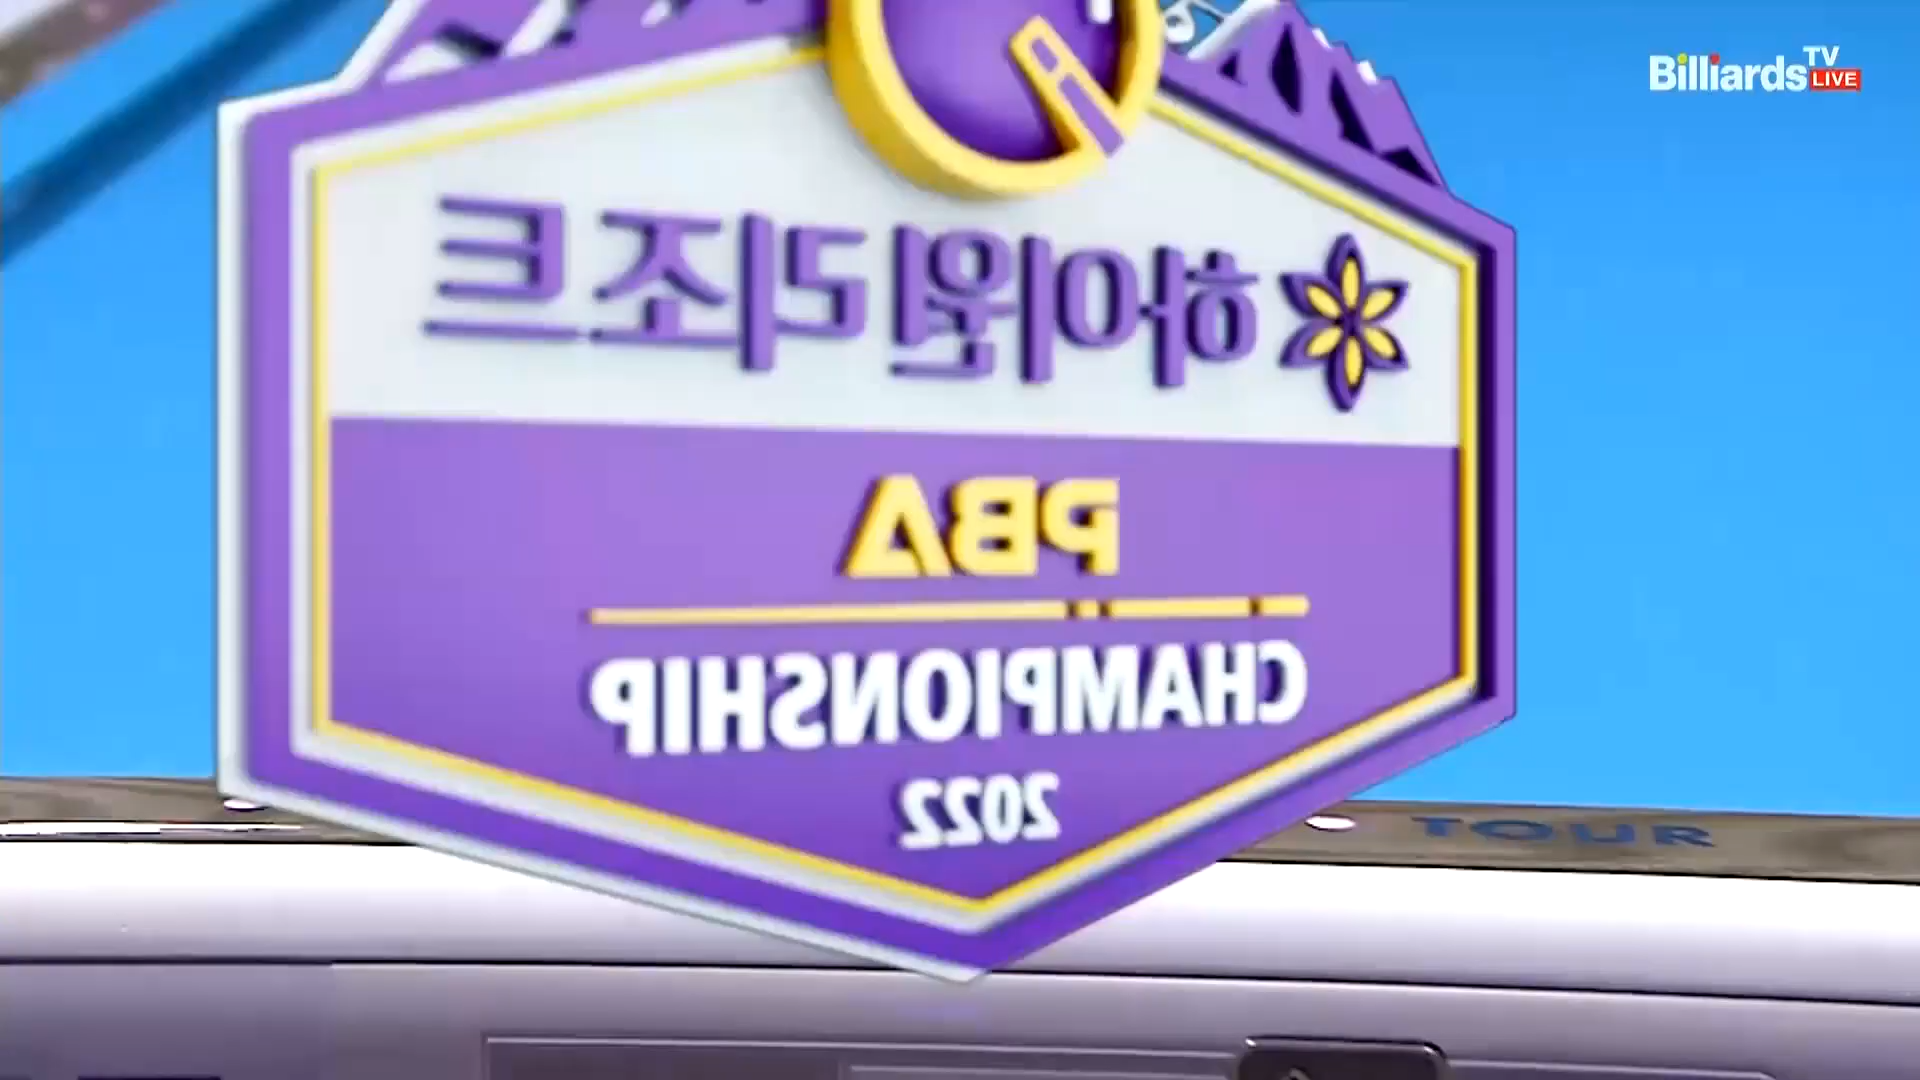 Billiards TV
LIVE
하이원리조트
PBA
CHAMPIONSHIP
2022
TOUR